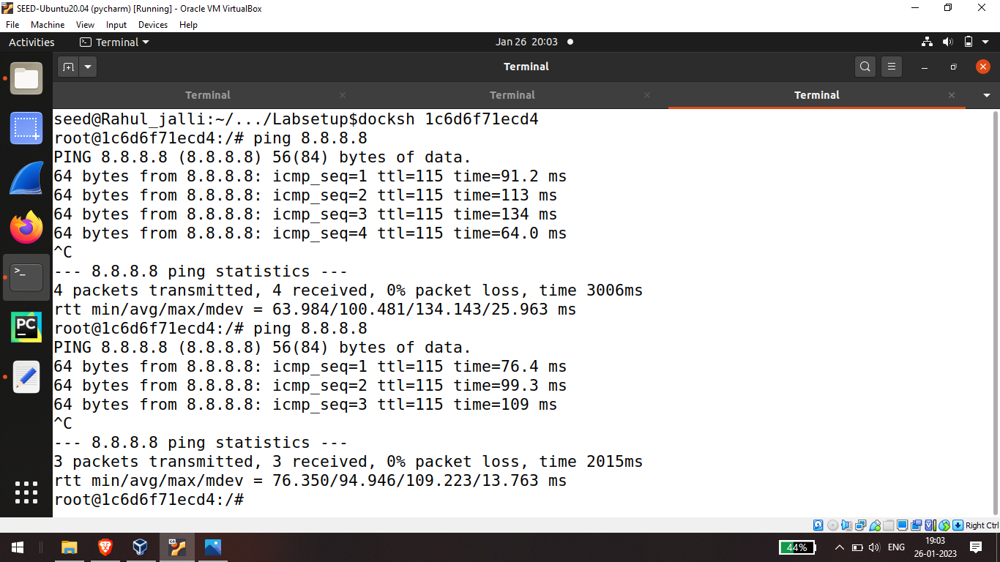 SEED-Ubuntu20.04 (pycharm) [Running] - Oracle VM VirtualBox
File Machine View Input Devices Help
Activities Terminal Jan 26 20:03
Terminal
Terminal Terminal Terminal
seed@Rahul_jalli:~/.../Labsetup$docksh 1c6d6f71ecd4
root@1c6d6f71ecd4:/# ping 8.8.8.8
PING 8.8.8.8 (8.8.8.8) 56(84) bytes of data.
64 bytes from 8.8.8.8: icmp_seq=1 ttl=115 time=91.2 ms
64 bytes from 8.8.8.8: icmp_seq=2 ttl=115 time=113 ms
64 bytes from 8.8.8.8: icmp_seq=3 ttl=115 time=134 ms
64 bytes from 8.8.8.8: icmp_seq=4 ttl=115 time=64.0 ms
^C
--- 8.8.8.8 ping statistics ---
4 packets transmitted, 4 received, 0% packet loss, time 3006ms
rtt min/avg/max/mdev = 63.984/100.481/134.143/25.963 ms
root@1c6d6f71ecd4:/# ping 8.8.8.8
PING 8.8.8.8 (8.8.8.8) 56(84) bytes of data.
64 bytes from 8.8.8.8: icmp_seq=1 ttl=115 time=76.4 ms
64 bytes from 8.8.8.8: icmp_seq=2 ttl=115 time=99.3 ms
64 bytes from 8.8.8.8: icmp_seq=3 ttl=115 time=109 ms
^C
--- 8.8.8.8 ping statistics ---
3 packets transmitted, 3 received, 0% packet loss, time 2015ms
rtt min/avg/max/mdev = 76.350/94.946/109.223/13.763 ms
root@1c6d6f71ecd4:/#
PC
Right Ctrl
64
44% ENG 19:03
26-01-2023